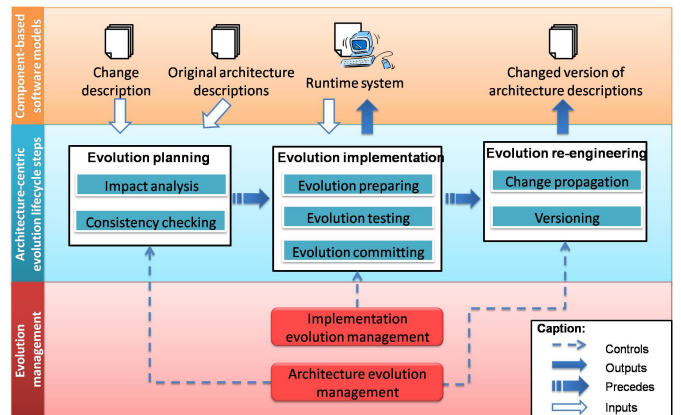 Component-based
software models
Change
description
Original architecture
descriptions
Runtime system
Changed version of
architecture descriptions
Architecture-centric
evolution lifecycle steps
Evolution planning
Impact analysis
Consistency checking
Evolution implementation
Evolution preparing
Evolution testing
Evolution committing
Evolution re-engineering
Change propagation
Versioning
Evolution
management
Implementation
evolution management
Architecture evolution
management
Caption:
Controls
Outputs
Precedes
Inputs